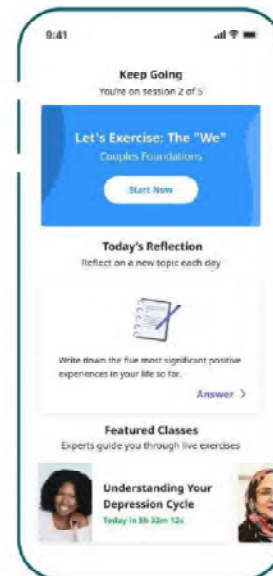 9:41
Keep Going
You're on session 2 of 5
Let's Exercise: The "We"
Couples Foundations
Start Now
Today's Reflection
Reflect on a new topic each day
Write down the five most significant positive
experiences in your life so far.
Answer >
Featured Classes
Experts guide you through live exercises
Understanding Your
Depression Cycle
Today in 5h 22m 12s